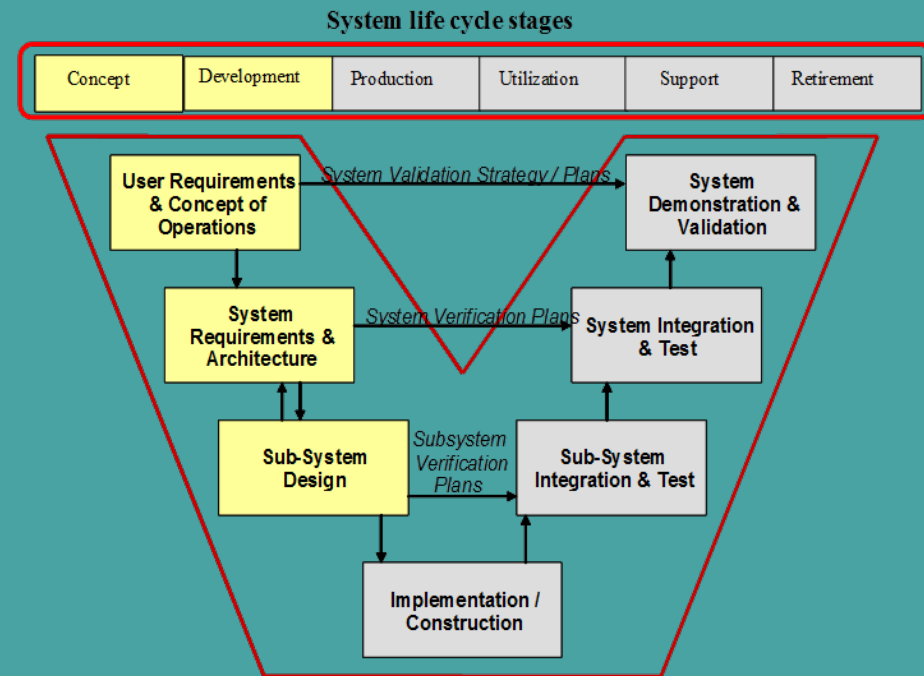 System life cycle stages
Concept
Development
Production
Utilization
Support
Retirement
User Requirements
& Concept of
Operations
System Validation Strategy / Plans
System
Demonstration &
Validation
System
Requirements &
Architecture
System Verification Plans
System Integration
& Test
Sub-System
Design
Subsystem
Verification
Plans
Sub-System
Integration & Test
Implementation /
Construction